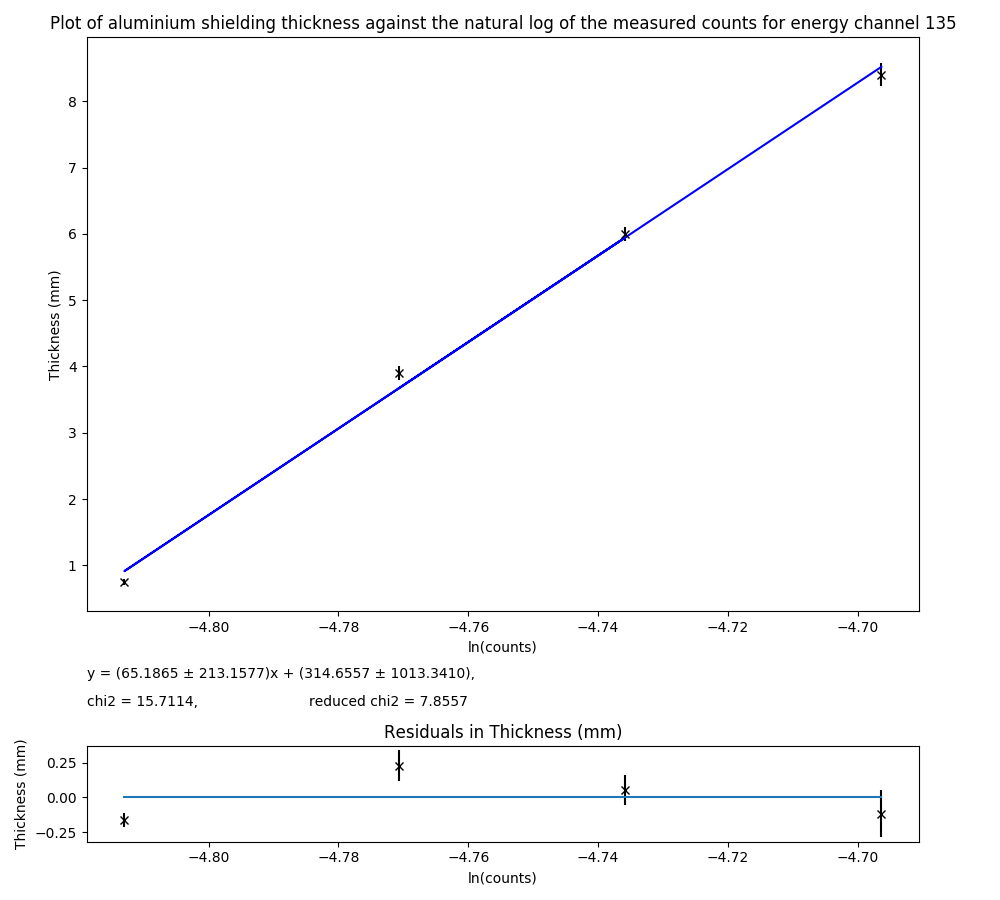 Plot of aluminium shielding thickness against the natural log of the measured counts for energy channel 135
Thickness (mm)
8
7
6
5
4
3
2
1
−4.80 −4.78 −4.76 −4.74 −4.72 −4.70
ln(counts)
y = (65.1865 ± 213.1577)x + (314.6557 ± 1013.3410),
chi2 = 15.7114, reduced chi2 = 7.8557
Residuals in Thickness (mm)
Thickness (mm)
0.25
0.00
−0.25
−4.80 −4.78 −4.76 −4.74 −4.72 −4.70
ln(counts)